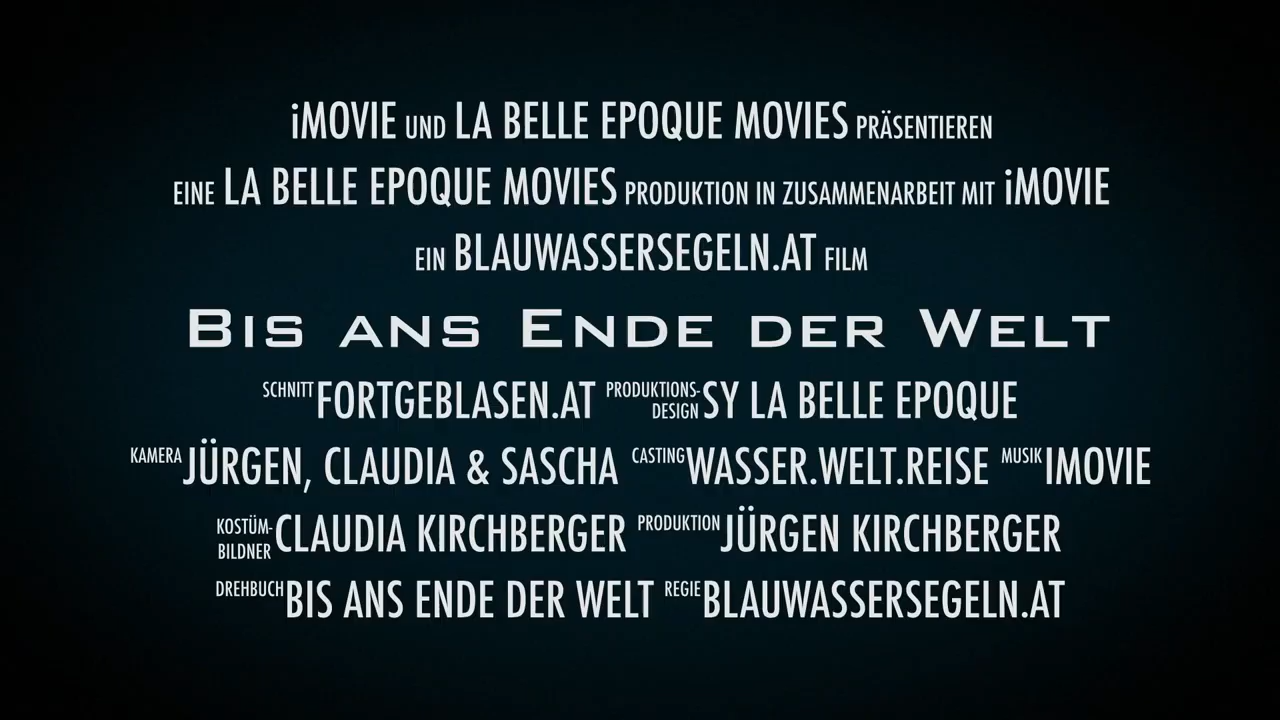 iMOVIE UND LA BELLE EPOQUE MOVIES PRÄSENTIEREN
EINE LA BELLE EPOQUE MOVIES PRODUKTION IN ZUSAMMENARBEIT MIT iMOVIE
EIN BLAUWASSERSEGELN.AT FILM
BIS ANS ENDE DER WELT
SCHNITT FORTGEBLASEN.AT PRODUKTIONS-DESIGN SY LA BELLE EPOQUE
KAMERA JÜRGEN, CLAUDIA & SASCHA CASTING WASSER.WELT.REISE MUSIK IMOVIE
KOSTÜM-BILDNER CLAUDIA KIRCHBERGER PRODUKTION JÜRGEN KIRCHBERGER
DREHBUCH BIS ANS ENDE DER WELT REGIE BLAUWASSERSEGELN.AT